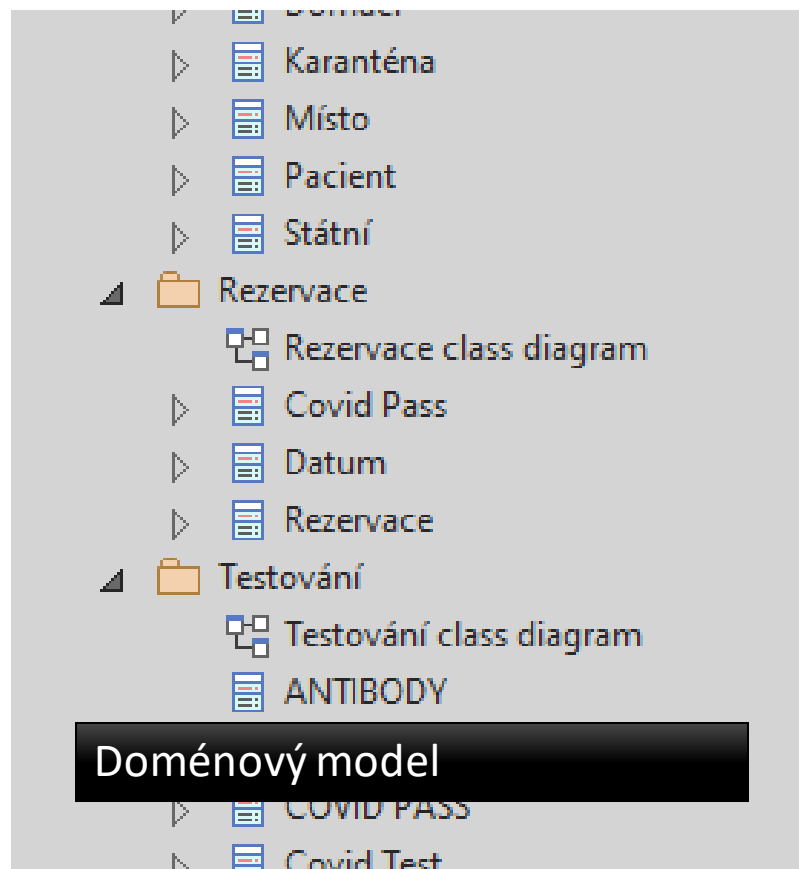 Domácí
Karanténa
Místo
Pacient
Státní
Rezervace
Rezervace class diagram
Covid Pass
Datum
Rezervace
Testování
Testování class diagram
ANTIBODY
Doménový model
COVID PASS
Covid Test